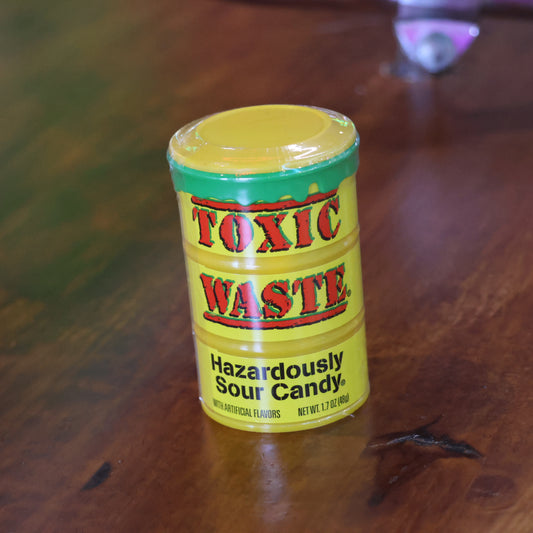 TOXIC
WASTE®
Hazardously
Sour Candy®
WITH ARTIFICIAL FLAVORS NET WT. 1.7 OZ (48g)